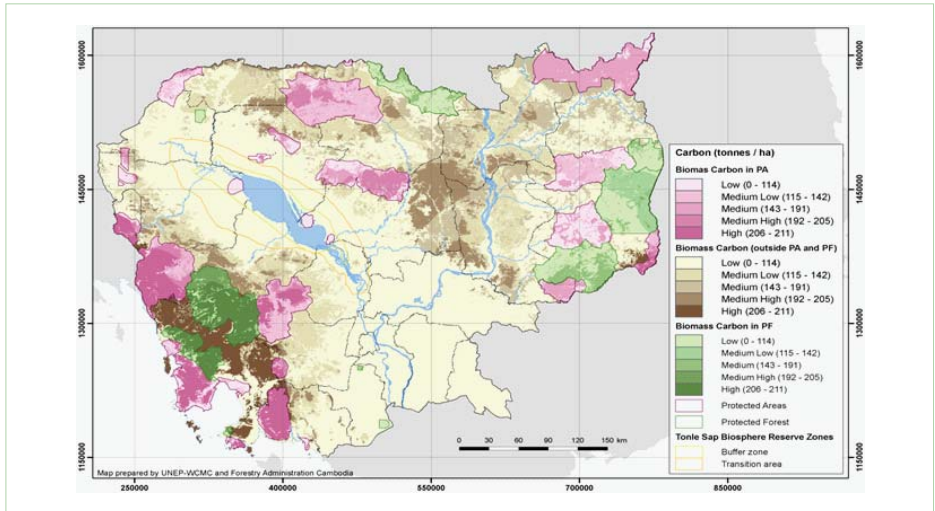 1600000
1450000
1300000
1150000
Carbon (tonnes / ha)
Biomas Carbon in PA
Low (0 - 114)
Medium Low (115 - 142)
Medium (143 - 191)
Medium High (192 - 205)
High (206 - 211)
Biomass Carbon (outside PA and PF)
Low (0 - 114)
Medium Low (115 - 142)
Medium (143 - 191)
Medium High (192 - 205)
High (206 - 211)
Biomass Carbon in PF
Low (0 - 114)
Medium Low (115 - 142)
Medium (143 - 191)
Medium High (192 - 205)
High (206 - 211)
Protected Areas
Protected Forest
Tonle Sap Biosphere Reserve Zones
Buffer zone
Transition area
1600000
1450000
1300000
1150000
0 30 60 90 120 150 km
Map prepared by UNEP-WCMC and Forestry Administration Cambodia
250000 400000 550000 700000 850000